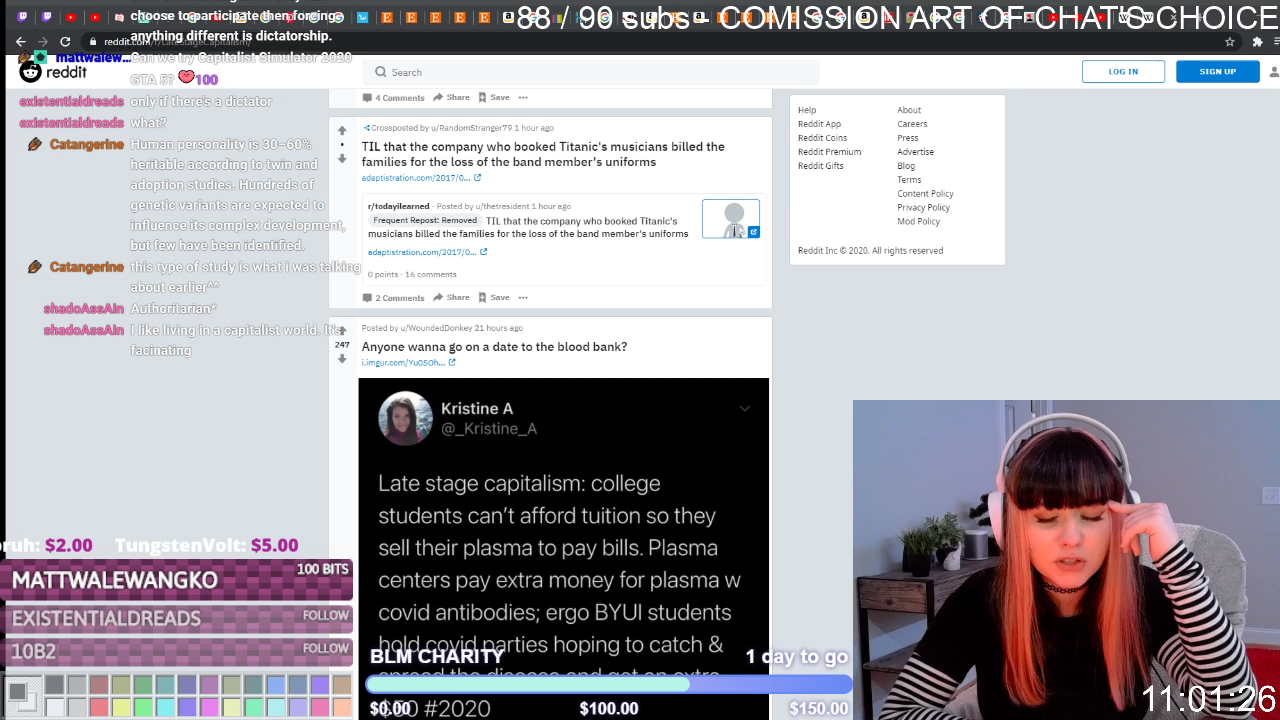 88 / 90 subs - COMISSION ART OF CHAT'S CHOICE
choose to participate then forcing
anything different is dictatorship.
reddit.com/r/LateStageCapitalism/
mattwalew... Can we try Capitalist Simulator 2020
GTA 5? 100
reddit
Search
LOG IN
SIGN UP
existentialdreads only if there's a dictator
existentialdreads what?
Catangerine Human personality is 30–60%
heritable according to twin and
adoption studies. Hundreds of
genetic variants are expected to
influence its complex development,
but few have been identified.
Catangerine this type of study is what i was talking
about earlier^^
shadoAssAIn Authoritarian*
shadoAssAIn I like living in a capitalist world. It's
facinating
4 Comments Share Save
Crossposted by u/RandomStranger79 1 hour ago
TIL that the company who booked Titanic's musicians billed the
families for the loss of the band member's uniforms
adaptistration.com/2017/0...
r/todayilearned · Posted by u/thetresident 1 hour ago
Frequent Repost: Removed TIL that the company who booked Titanic's
musicians billed the families for the loss of the band member's uniforms
adaptistration.com/2017/0...
0 points · 16 comments
2 Comments Share Save
247
Posted by u/WoundedDonkey 21 hours ago
Anyone wanna go on a date to the blood bank?
i.imgur.com/Yu0SOh...
Kristine A
@_Kristine_A
Late stage capitalism: college
students can't afford tuition so they
sell their plasma to pay bills. Plasma
centers pay extra money for plasma w
covid antibodies; ergo BYUI students
hold covid parties hoping to catch &
spread the disease and get an extra
#2020
Help
Reddit App
Reddit Coins
Reddit Premium
Reddit Gifts
About
Careers
Press
Advertise
Blog
Terms
Content Policy
Privacy Policy
Mod Policy
Reddit Inc © 2020. All rights reserved
ruh: $2.00 TungstenVolt: $5.00
MATTWALEWANGKO 100 BITS
EXISTENTIALDREADS FOLLOW
10B2 FOLLOW
BLM CHARITY 1 day to go
$0.00 $100.00 $150.00
11:01:26